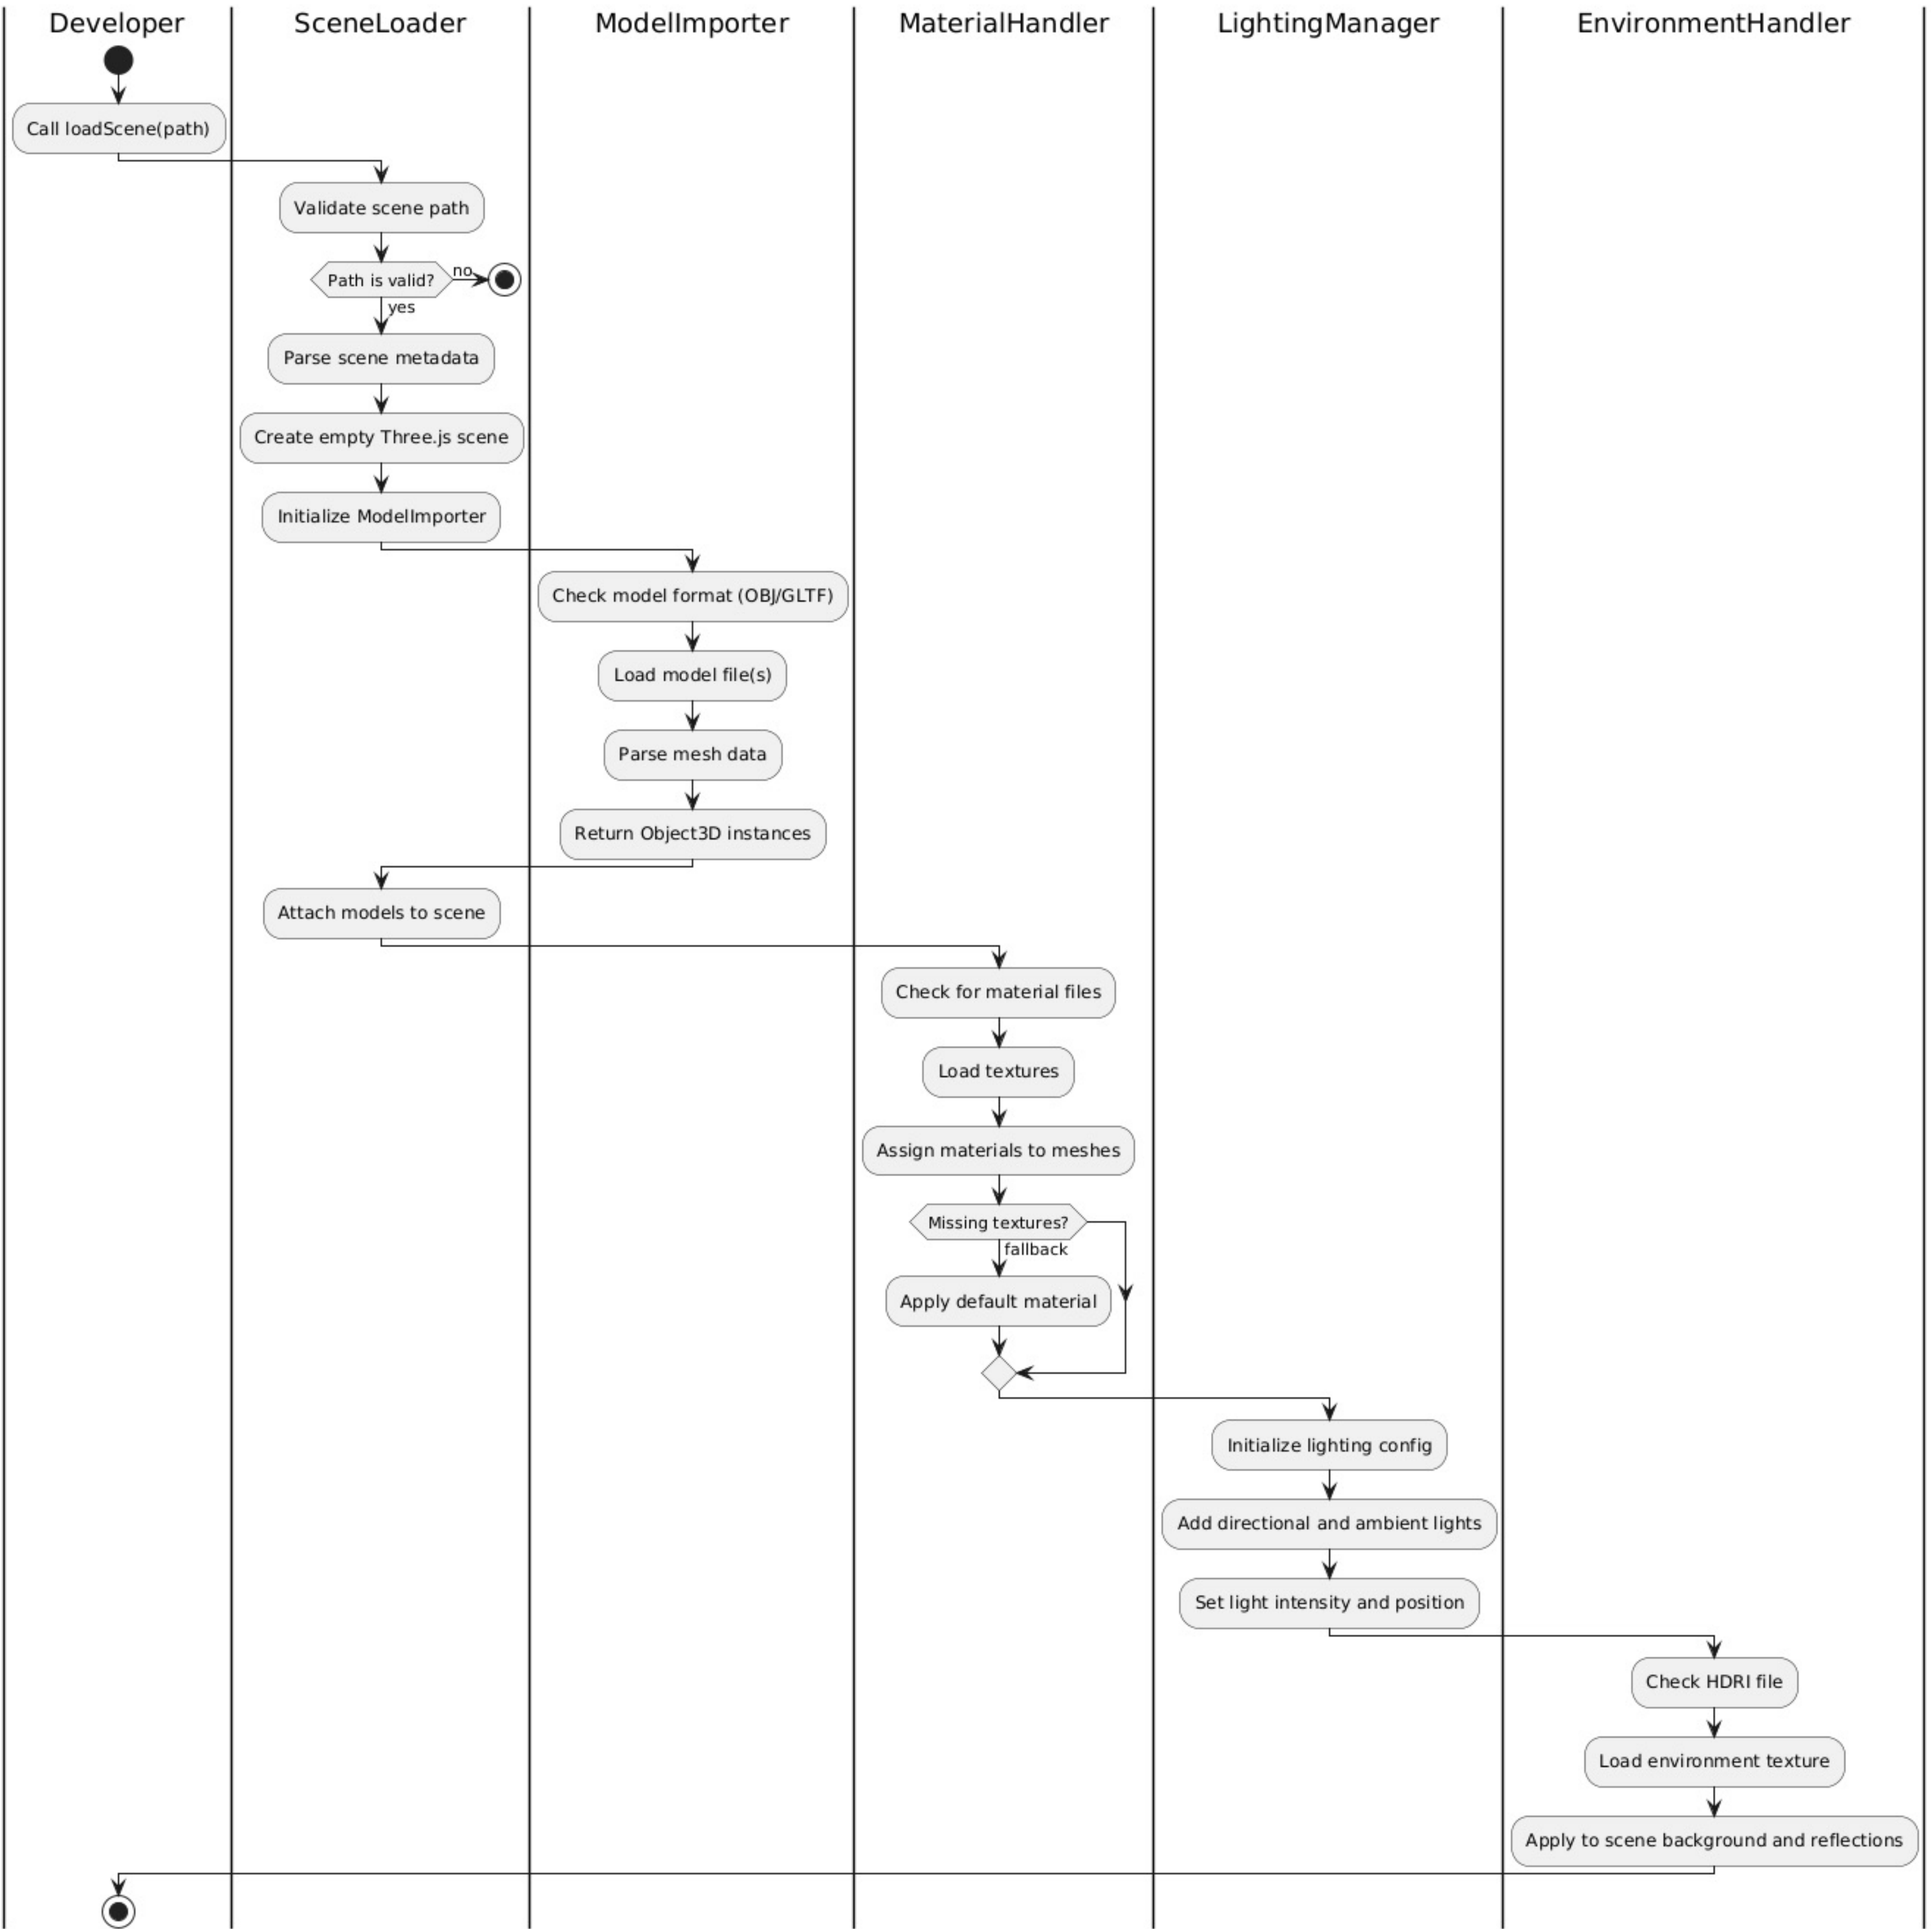 Developer
SceneLoader
ModelImporter
MaterialHandler
LightingManager
EnvironmentHandler
Call loadScene(path)
Validate scene path
Path is valid?
no
yes
Parse scene metadata
Create empty Three.js scene
Initialize ModelImporter
Check model format (OBJ/GLTF)
Load model file(s)
Parse mesh data
Return Object3D instances
Attach models to scene
Check for material files
Load textures
Assign materials to meshes
Missing textures?
fallback
Apply default material
Initialize lighting config
Add directional and ambient lights
Set light intensity and position
Check HDRI file
Load environment texture
Apply to scene background and reflections